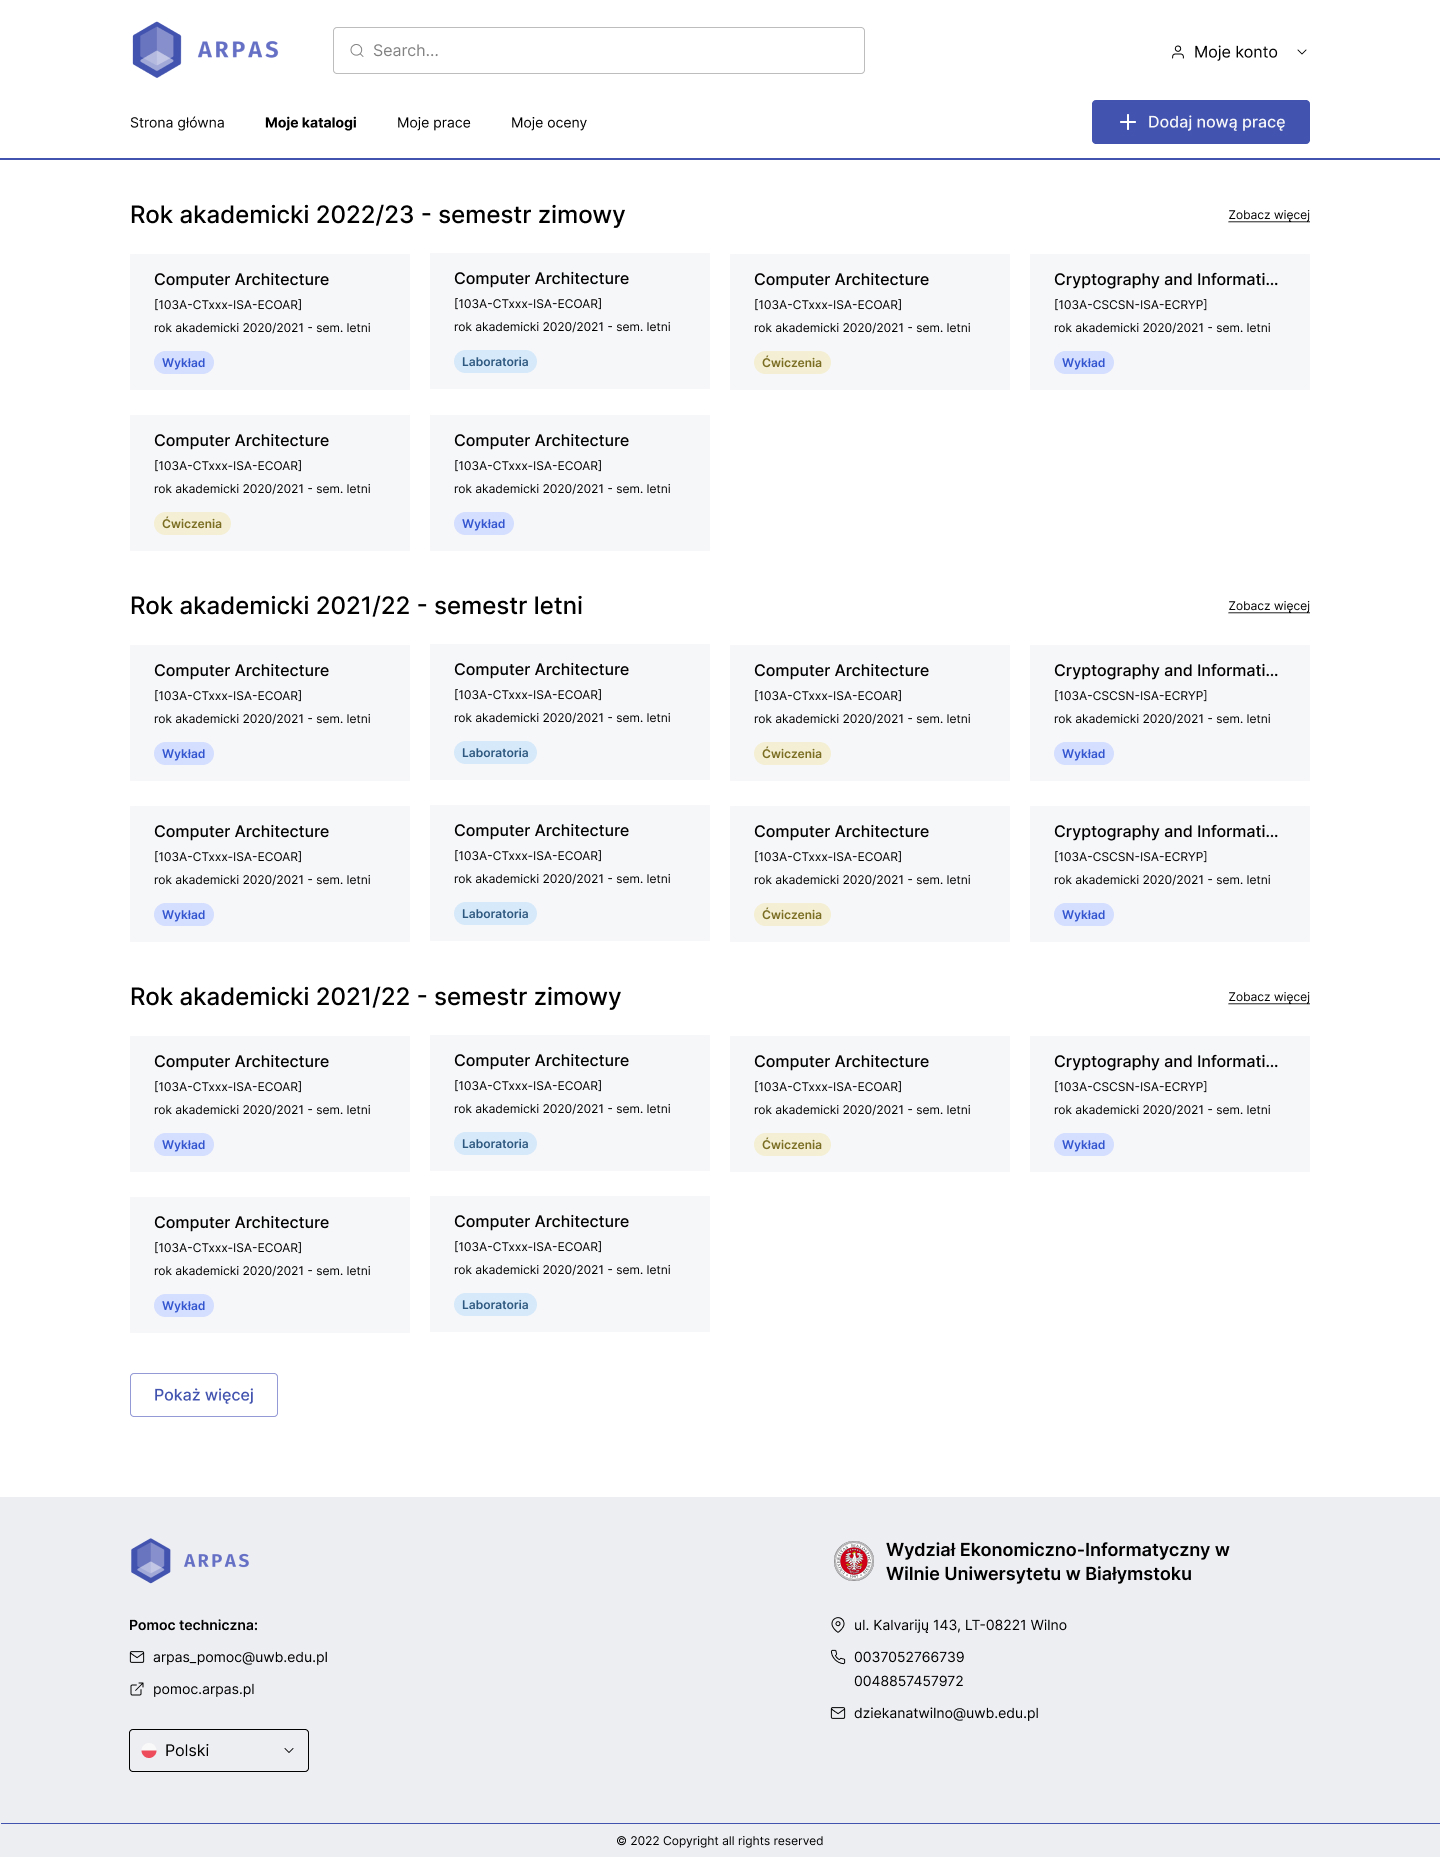 ARPAS
Search...
Moje konto
Strona główna
Moje katalogi
Moje prace
Moje oceny
Dodaj nową pracę
Rok akademicki 2022/23 - semestr zimowy
Zobacz więcej
Computer Architecture
[103A-CTxxx-ISA-ECOAR]
rok akademicki 2020/2021 - sem. letni
Wykład
Computer Architecture
[103A-CTxxx-ISA-ECOAR]
rok akademicki 2020/2021 - sem. letni
Laboratoria
Computer Architecture
[103A-CTxxx-ISA-ECOAR]
rok akademicki 2020/2021 - sem. letni
Ćwiczenia
Cryptography and Informati...
[103A-CSCSN-ISA-ECRYP]
rok akademicki 2020/2021 - sem. letni
Wykład
Computer Architecture
[103A-CTxxx-ISA-ECOAR]
rok akademicki 2020/2021 - sem. letni
Ćwiczenia
Computer Architecture
[103A-CTxxx-ISA-ECOAR]
rok akademicki 2020/2021 - sem. letni
Wykład
Rok akademicki 2021/22 - semestr letni
Zobacz więcej
Computer Architecture
[103A-CTxxx-ISA-ECOAR]
rok akademicki 2020/2021 - sem. letni
Wykład
Computer Architecture
[103A-CTxxx-ISA-ECOAR]
rok akademicki 2020/2021 - sem. letni
Laboratoria
Computer Architecture
[103A-CTxxx-ISA-ECOAR]
rok akademicki 2020/2021 - sem. letni
Ćwiczenia
Cryptography and Informati...
[103A-CSCSN-ISA-ECRYP]
rok akademicki 2020/2021 - sem. letni
Wykład
Computer Architecture
[103A-CTxxx-ISA-ECOAR]
rok akademicki 2020/2021 - sem. letni
Wykład
Computer Architecture
[103A-CTxxx-ISA-ECOAR]
rok akademicki 2020/2021 - sem. letni
Laboratoria
Computer Architecture
[103A-CTxxx-ISA-ECOAR]
rok akademicki 2020/2021 - sem. letni
Ćwiczenia
Cryptography and Informati...
[103A-CSCSN-ISA-ECRYP]
rok akademicki 2020/2021 - sem. letni
Wykład
Rok akademicki 2021/22 - semestr zimowy
Zobacz więcej
Computer Architecture
[103A-CTxxx-ISA-ECOAR]
rok akademicki 2020/2021 - sem. letni
Wykład
Computer Architecture
[103A-CTxxx-ISA-ECOAR]
rok akademicki 2020/2021 - sem. letni
Laboratoria
Computer Architecture
[103A-CTxxx-ISA-ECOAR]
rok akademicki 2020/2021 - sem. letni
Ćwiczenia
Cryptography and Informati...
[103A-CSCSN-ISA-ECRYP]
rok akademicki 2020/2021 - sem. letni
Wykład
Computer Architecture
[103A-CTxxx-ISA-ECOAR]
rok akademicki 2020/2021 - sem. letni
Wykład
Computer Architecture
[103A-CTxxx-ISA-ECOAR]
rok akademicki 2020/2021 - sem. letni
Laboratoria
Pokaż więcej
ARPAS
Pomoc techniczna:
arpas_pomoc@uwb.edu.pl
pomoc.arpas.pl
Polski
Wydział Ekonomiczno-Informatyczny w
Wilnie Uniwersytetu w Białymstoku
ul. Kalvarijų 143, LT-08221 Wilno
0037052766739
0048857457972
dziekanatwilno@uwb.edu.pl
© 2022 Copyright all rights reserved